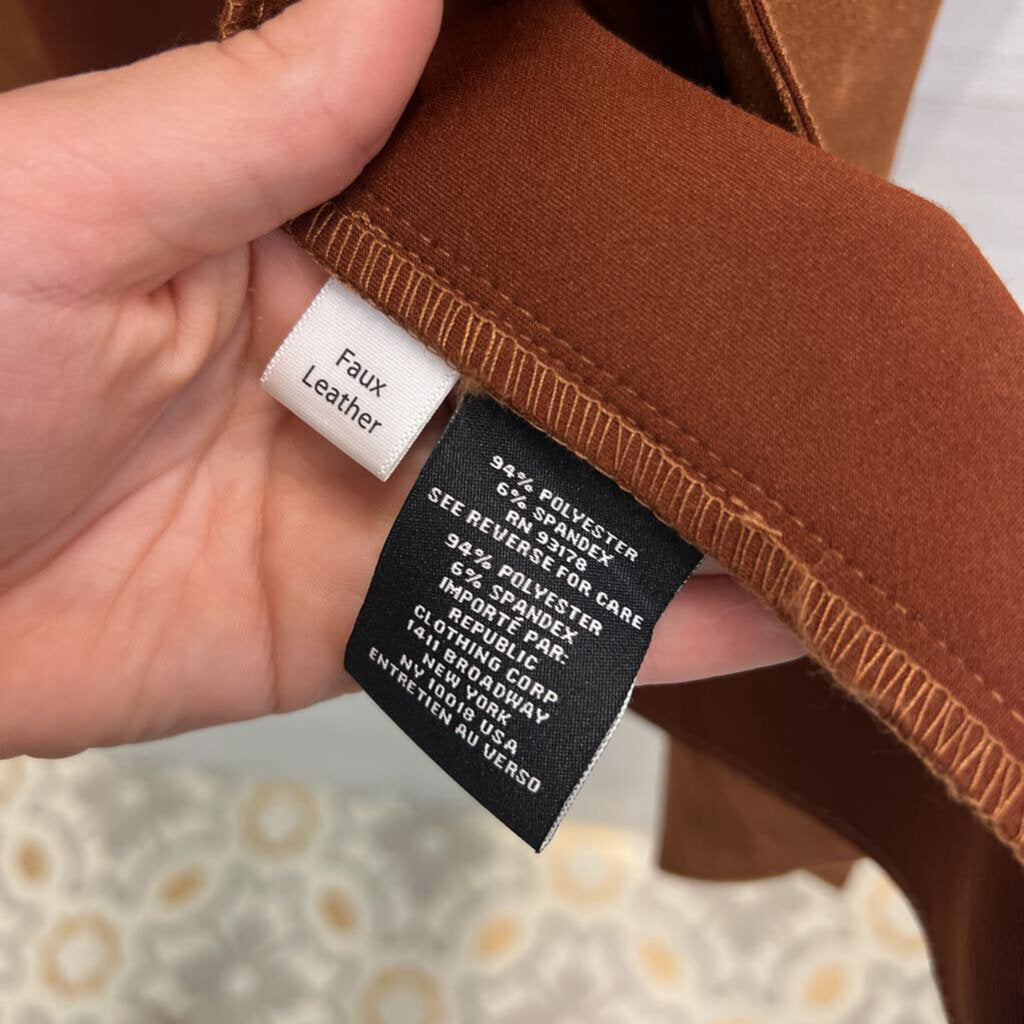 Faux
Leather
94% POLYESTER
6% SPANDEX
RN 93178
SEE REVERSE FOR CARE
94% POLYESTER
6% SPANDEX
IMPORTÉ PAR:
REPUBLIC
CLOTHING CORP
1411 BROADWAY
NEW YORK
NY 10018 USA
ENTRETIEN AU VERSO